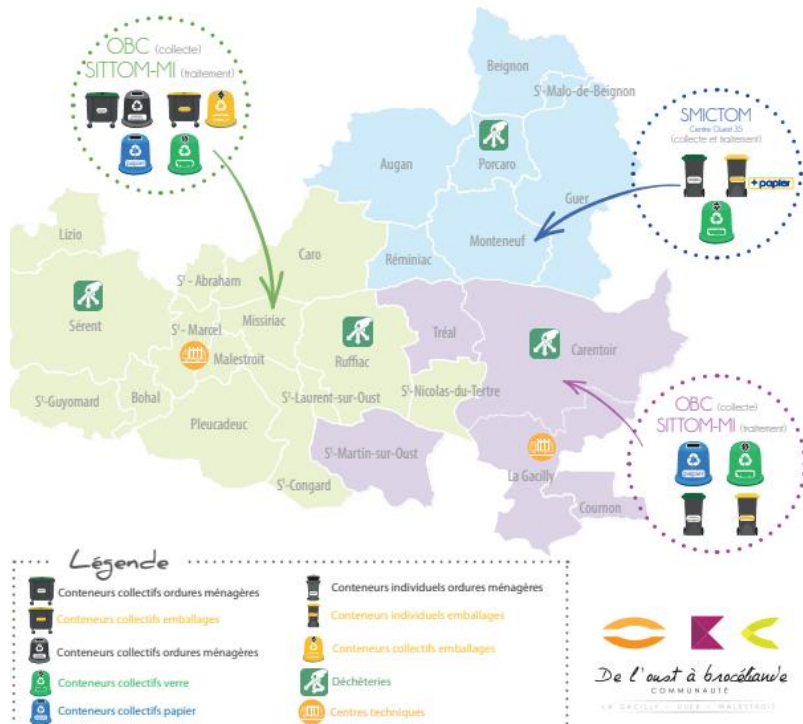 OBC (collecte)
SITTOM-MI (traitement)
Beignon
St-Malo-de-Beignon
SMICTOM
Centre Ouest 35
(collecte et traitement)
+ papier
Augan
Porcaro
Guer
Monteneuf
Réminiac
Lizio
Caro
St - Abraham
Sérent
St - Marcel
Missiriac
Malestroit
Ruffiac
Tréal
Carentoir
St-Guyomard
Bohal
Pleucadeuc
St-Laurent-sur-Oust
St-Nicolas-du-Tertre
St-Martin-sur-Oust
St-Congard
La Gacilly
Cournon
OBC (collecte)
SITTOM-MI (traitement)
Légende
Conteneurs collectifs ordures ménagères
Conteneurs collectifs emballages
Conteneurs collectifs ordures ménagères
Conteneurs collectifs verre
Conteneurs collectifs papier
Conteneurs individuels ordures ménagères
Conteneurs individuels emballages
Conteneurs collectifs emballages
Déchèteries
Centres techniques
De l'oust à brocéliande
COMMUNAUTÉ
LA GACILLY - GUER - MALESTROIT